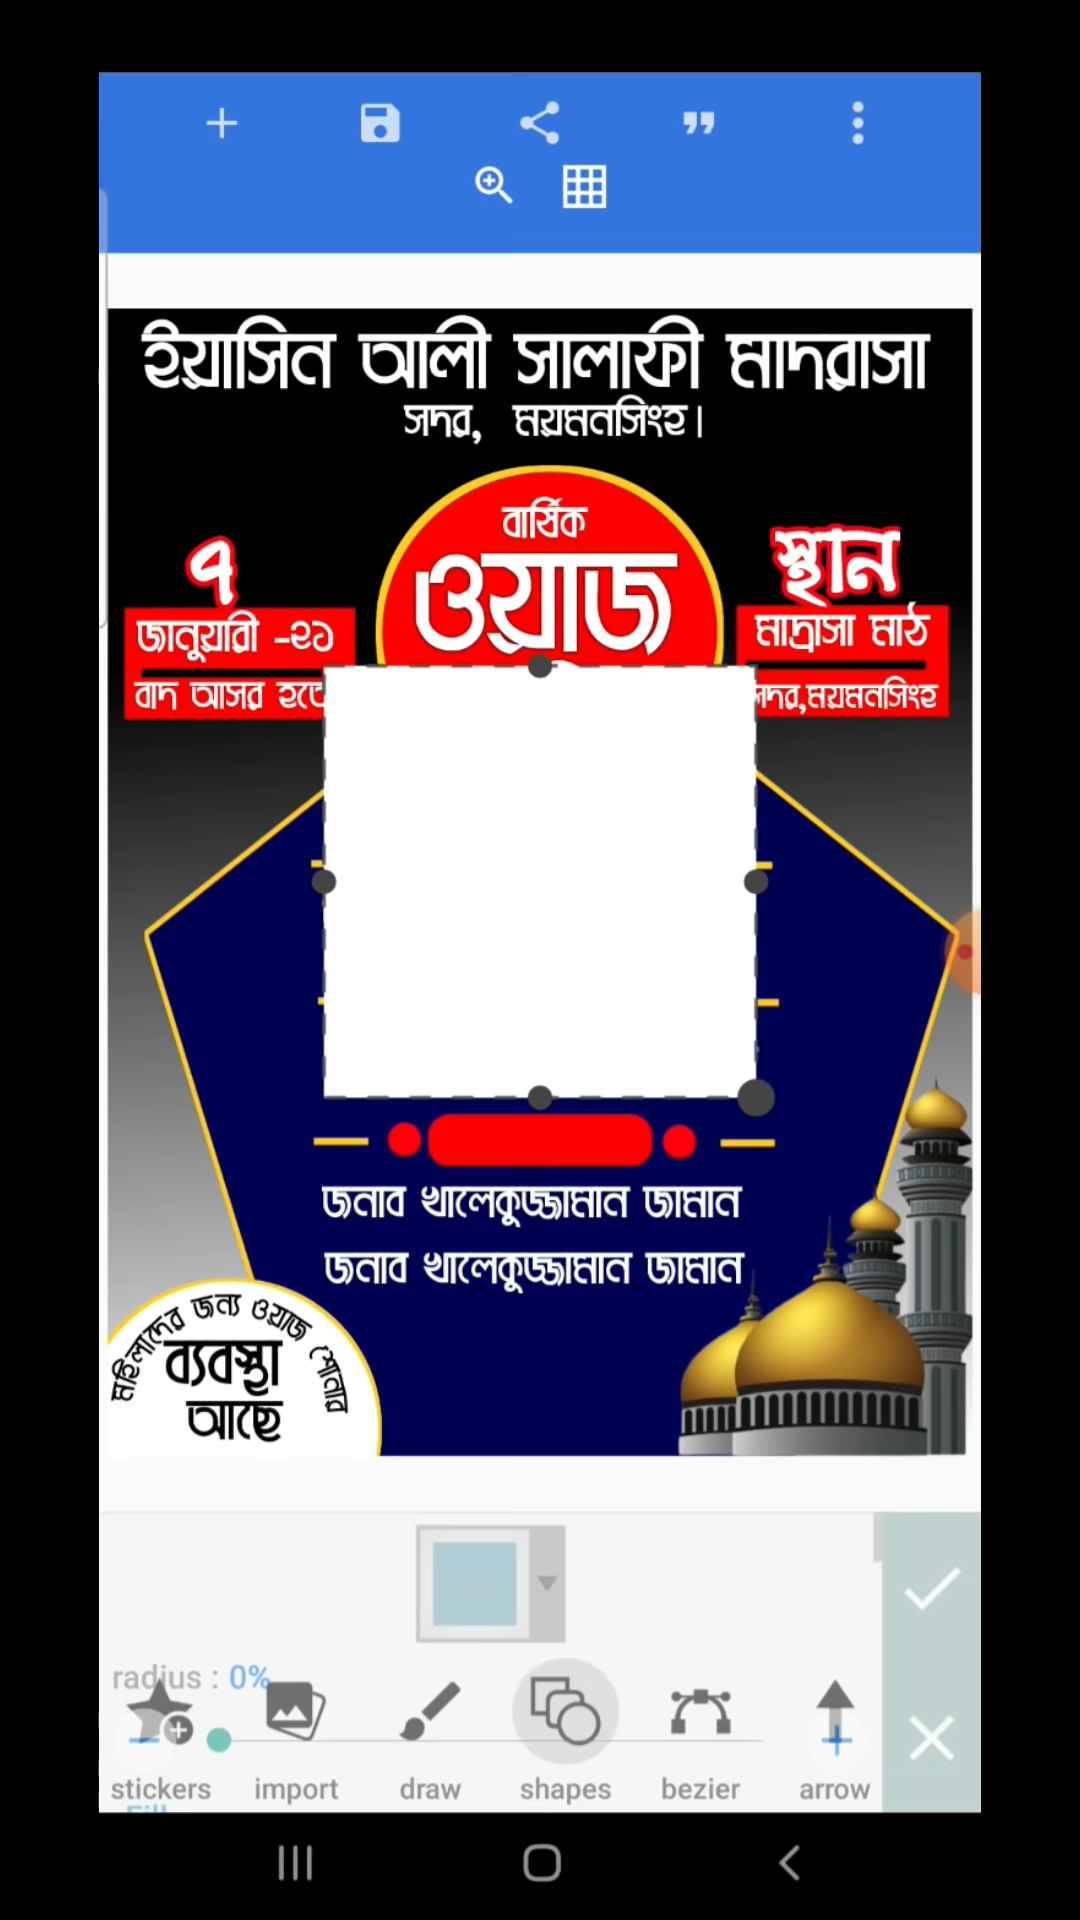 ইয়াসিন আলী সালাফী মাদরাসা
সদর, ময়মনসিংহ।
বার্ষিক
ওয়াজ
৭
জানুয়ারী -২১
বাদ আসর হতে
স্থান
মাদ্রাসা মাঠ
সদর,ময়মনসিংহ
জনাব খালেকুজ্জামান জামান
জনাব খালেকুজ্জামান জামান
মহিলাদের জন্য ওয়াজ শোনার
ব্যবস্থা
আছে
radius : 0%
stickers import draw shapes bezier arrow
Fill